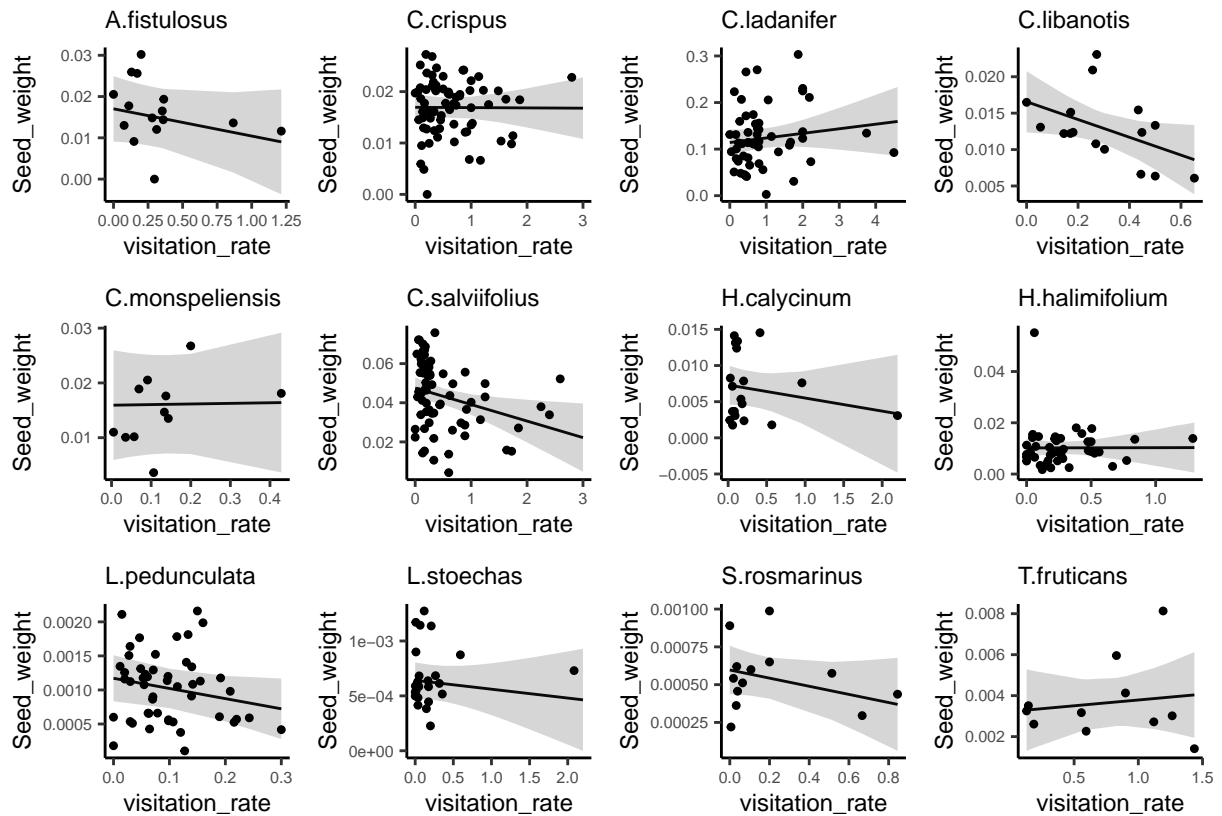 A.fistulosus
C.crispus
C.ladanifer
C.libanotis
Seed_weight
0.03
0.02
0.01
0.00
0.00 0.25 0.50 0.75 1.00 1.25
visitation_rate
Seed_weight
0.03
0.02
0.01
0.00
0 1 2 3
visitation_rate
Seed_weight
0.3
0.2
0.1
0.0
0 1 2 3 4
visitation_rate
Seed_weight
0.020
0.015
0.010
0.005
0.0 0.2 0.4 0.6
visitation_rate
C.monspeliensis
C.salviifolius
H.calycinum
H.halimifolium
Seed_weight
0.03
0.02
0.01
0.0 0.1 0.2 0.3 0.4
visitation_rate
Seed_weight
0.06
0.04
0.02
0 1 2 3
visitation_rate
Seed_weight
0.015
0.010
0.005
0.000
−0.005
0.0 0.5 1.0 1.5 2.0
visitation_rate
Seed_weight
0.04
0.02
0.00
0.0 0.5 1.0
visitation_rate
L.pedunculata
L.stoechas
S.rosmarinus
T.fruticans
Seed_weight
0.0020
0.0015
0.0010
0.0005
0.0 0.1 0.2 0.3
visitation_rate
Seed_weight
1e−03
5e−04
0e+00
0.0 0.5 1.0 1.5 2.0
visitation_rate
Seed_weight
0.00100
0.00075
0.00050
0.00025
0.0 0.2 0.4 0.6 0.8
visitation_rate
Seed_weight
0.008
0.006
0.004
0.002
0.5 1.0 1.5
visitation_rate